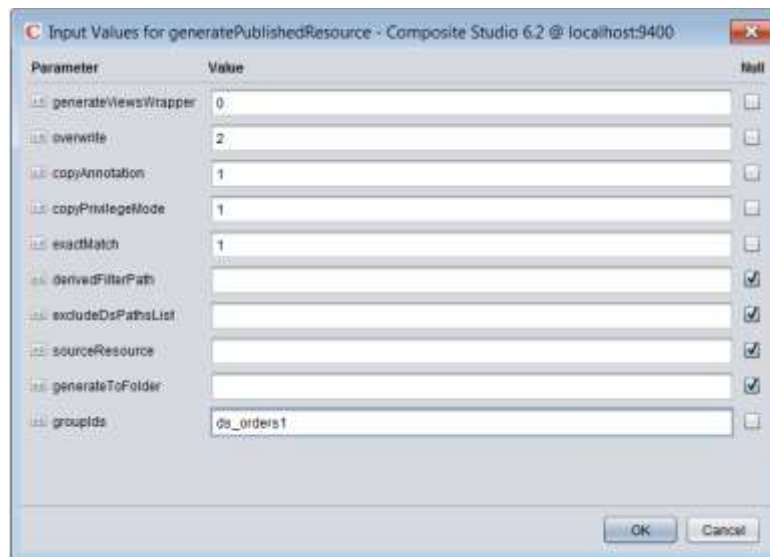 C Input Values for generatePublishedResource - Composite Studio 6.2 @ localhost:9400
Parameter Value Null
generateViewsWrapper 0
overwrite 2
copyAnnotation 1
copyPrivilegeMode 1
exactMatch 1
derivedFilterPath
excludeDsPathsList
sourceResource
generateToFolder
groupIds ds_orders1
OK Cancel